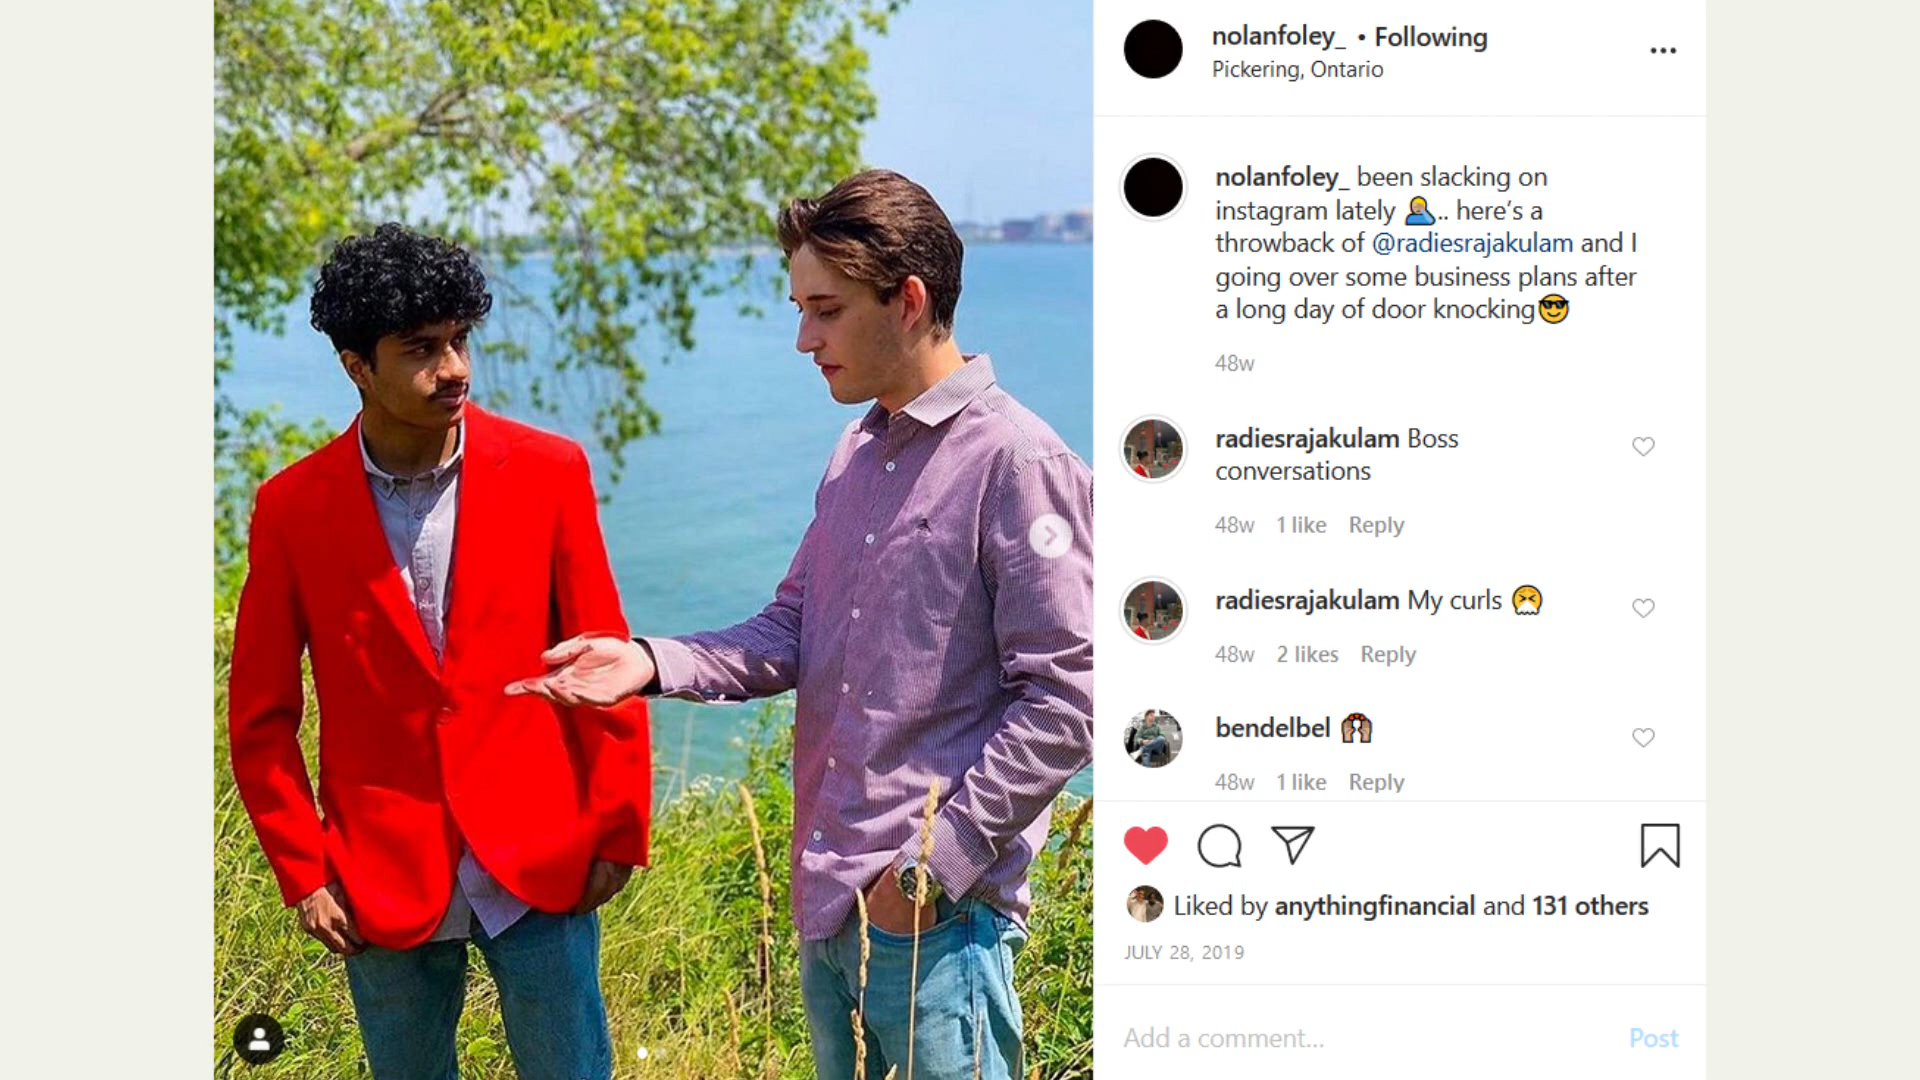 nolanfoley_ • Following
Pickering, Ontario
nolanfoley_ been slacking on
instagram lately 🤦🏼‍♂️.. here's a
throwback of @radiesrajakulam and I
going over some business plans after
a long day of door knocking😎
48w
radiesrajakulam Boss
conversations
48w 1 like Reply
radiesrajakulam My curls 😤
48w 2 likes Reply
bendelbel 🙌🏽
48w 1 like Reply
Liked by anythingfinancial and 131 others
JULY 28, 2019
Add a comment... Post